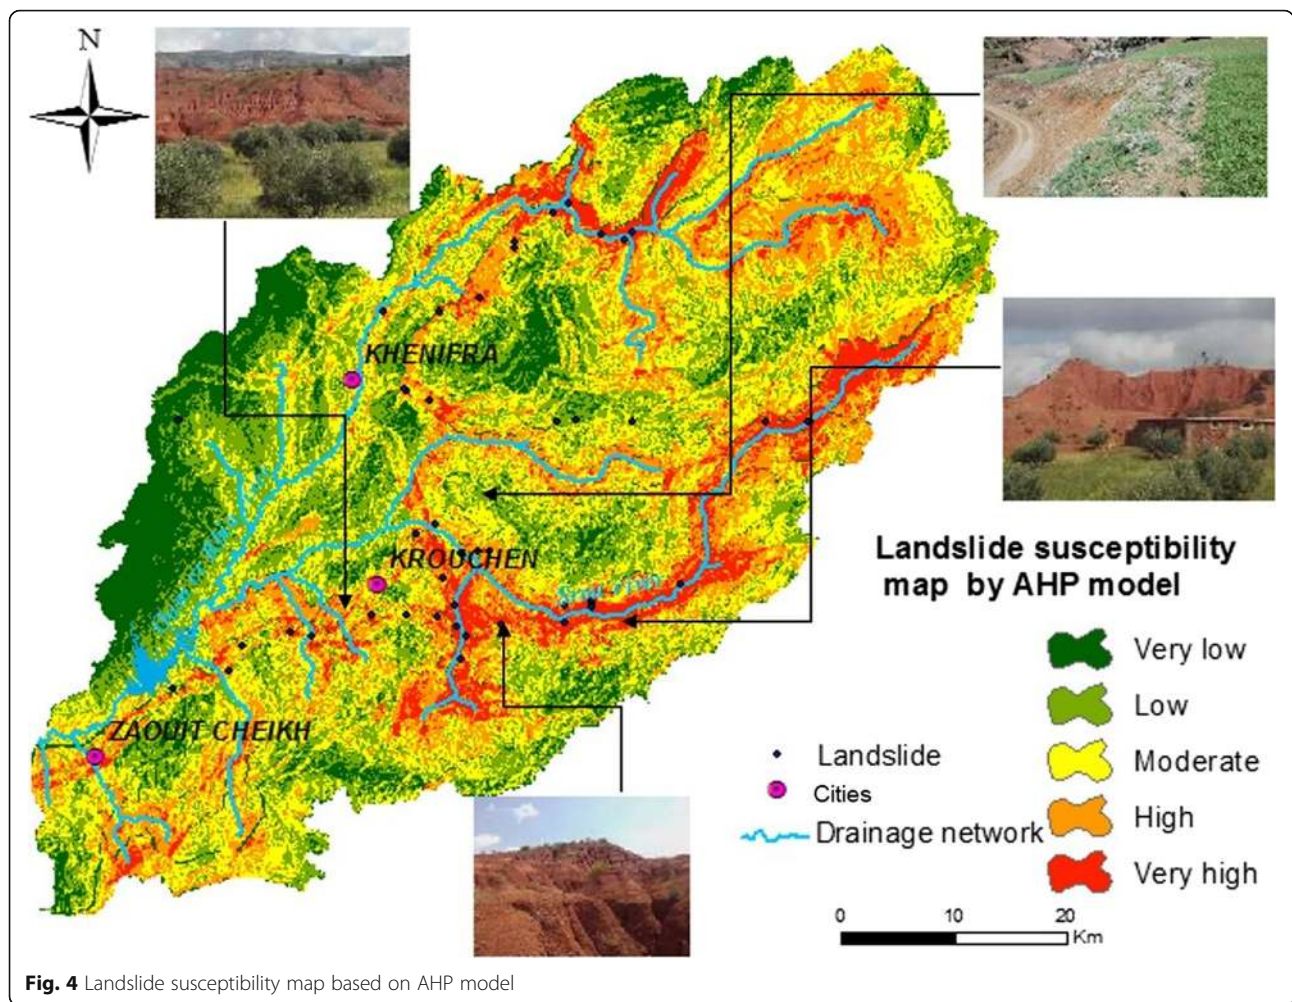 N
KHENIFRA
KROUCHEN
ZAOUIT CHEIKH
Landslide susceptibility
map by AHP model
Very low
Low
Moderate
High
Very high
Landslide
Cities
Drainage network
0 10 20
Km
Fig. 4 Landslide susceptibility map based on AHP model